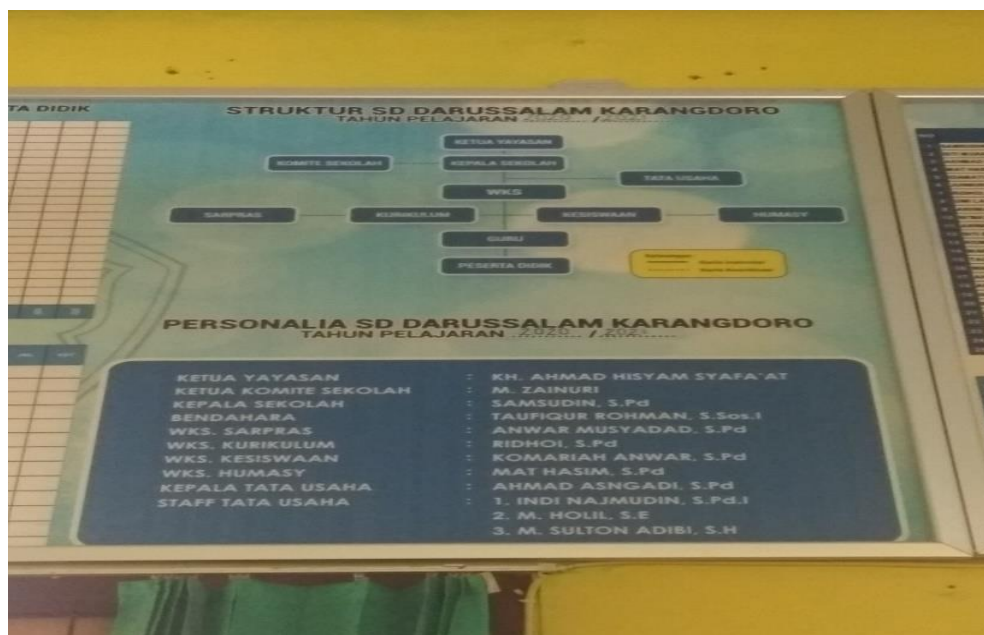 TA DIDIK
STRUKTUR SD DARUSSALAM KARANGDORO
TAHUN PELAJARAN 2020 /
KETUA YAYASAN
KOMITE SEKOLAH KEPALA SEKOLAH
TATA USAHA
WKS
SARPRAS KURIKULUM KESISWAAN HUMASY
GURU
PESERTA DIDIK
PERSONALIA SD DARUSSALAM KARANGDORO
TAHUN PELAJARAN 2020 / 2021
KETUA YAYASAN : KH. AHMAD HISYAM SYAFA'AT
KETUA KOMITE SEKOLAH : M. ZAINURI
KEPALA SEKOLAH : SAMSUDIN, S.Pd
BENDAHARA : TAUFIQUR ROHMAN, S.Sos.I
WKS. SARPRAS : ANWAR MUSYADAD, S.Pd
WKS. KURIKULUM : RIDHOI, S.Pd
WKS. KESISWAAN : KOMARIAH ANWAR, S.Pd
WKS. HUMASY : MAT HASIM, S.Pd
KEPALA TATA USAHA : AHMAD ASNGADI, S.Pd
STAFF TATA USAHA : 1. INDI NAJMUDIN, S.Pd.I
2. M. HOLIL, S.E
3. M. SULTON ADIBI, S.H